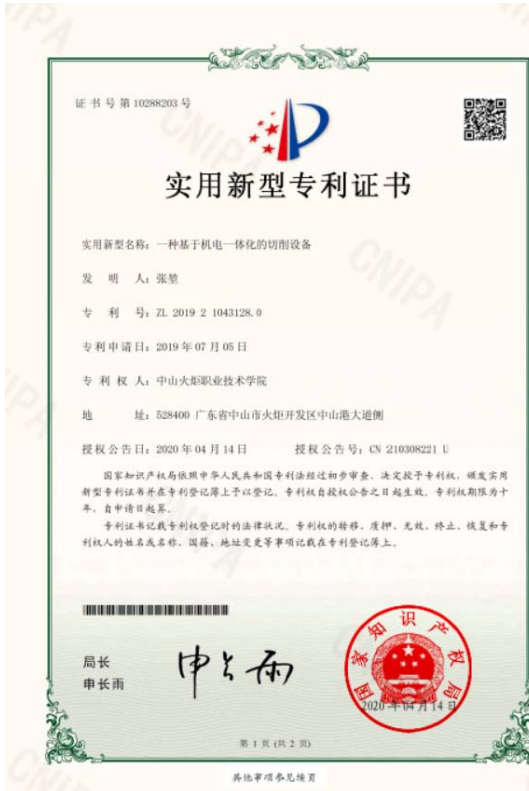 证书号第10288203号
实用新型专利证书
实用新型名称：一种基于机电一体化的切削设备
发明人：张堃
专利号：ZL 2019 2 1043128.0
专利申请日：2019年07月05日
专利权人：中山火炬职业技术学院
地址：528400 广东省中山市火炬开发区中山港大道侧
授权公告日：2020年04月14日 授权公告号：CN 210308221 U
国家知识产权局依照中华人民共和国专利法经过初步审查，决定授予专利权，颁发实用
新型专利证书并在专利登记簿上予以登记。专利权自授权公告之日起生效。专利权期限为十
年，自申请日起算。
专利证书记载专利权登记时的法律状况。专利权的转移、质押、无效、终止、恢复和专
利权人的姓名或名称、国籍、地址变更等事项记载在专利登记簿上。
局长
申长雨
申长雨
国家知识产权局
2020年04月14日
第 1 页 (共 2 页)
其他事项参见续页
CNIPA
CNIPA
CNIPA